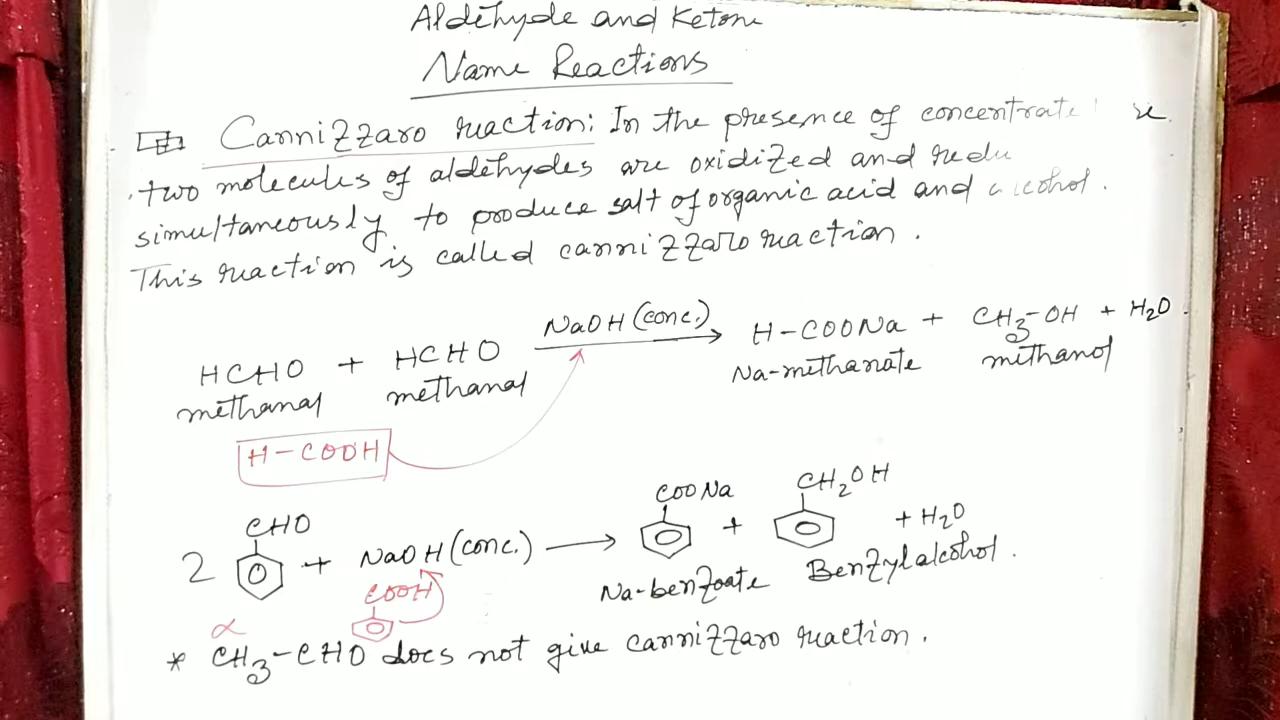 Aldehyde and Ketone
Name Reactions
Cannizzaro reaction: In the presence of concentrate
two molecules of aldehydes are oxidized and redu
simultaneously to produce salt of organic acid and alcohol.
This reaction is called cannizzaro reaction.
HCHO + HCHO NaOH (conc.) → H-COONa + CH3-OH + H2O.
methanal methanal Na-methanate methanol
H-COOH
CHO COONa CH2OH
2 + NaOH (conc.) → + + H2O
COOH Na-benzoate Benzylalcohol.
α
* CH3-CHO does not give cannizzaro reaction.